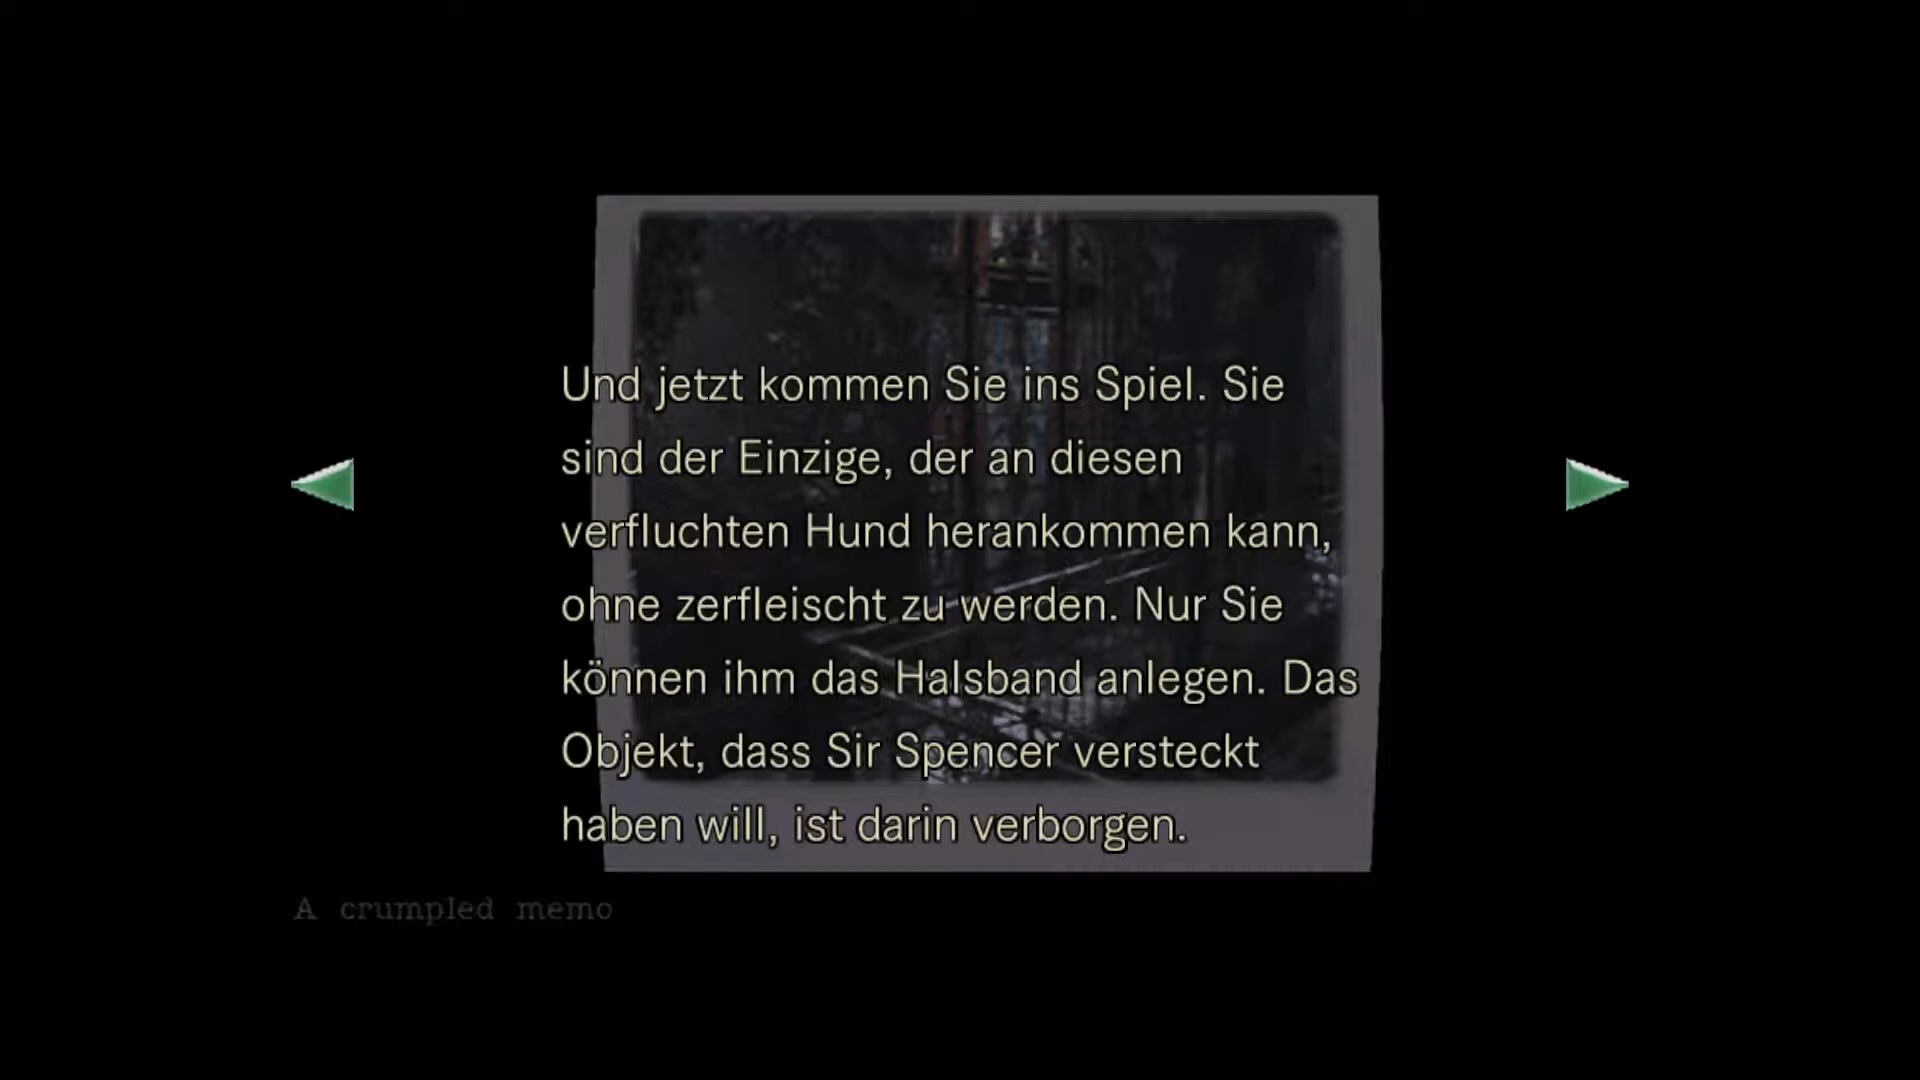 Und jetzt kommen Sie ins Spiel. Sie
sind der Einzige, der an diesen
verfluchten Hund herankommen kann,
ohne zerfleischt zu werden. Nur Sie
können ihm das Halsband anlegen. Das
Objekt, dass Sir Spencer versteckt
haben will, ist darin verborgen.
A crumpled memo